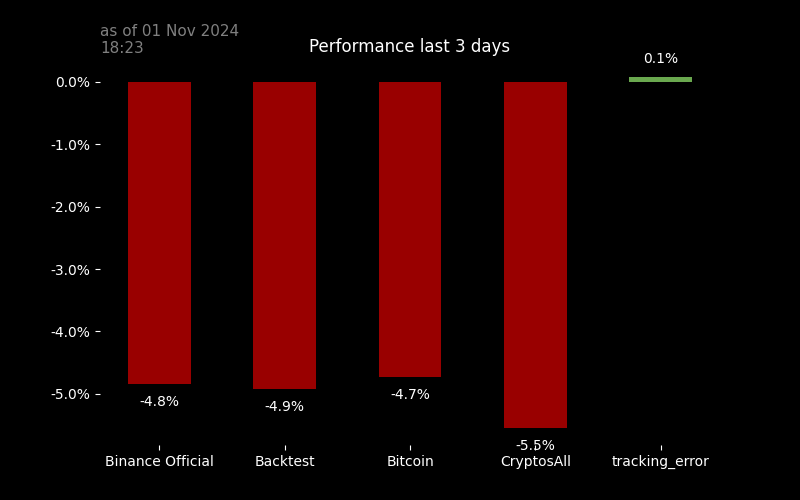 as of 01 Nov 2024
18:23
Performance last 3 days
0.1%
0.0%
-1.0%
-2.0%
-3.0%
-4.0%
-5.0%
-4.8%
-4.9%
-4.7%
-5.5%
Binance Official
Backtest
Bitcoin
CryptosAll
tracking_error